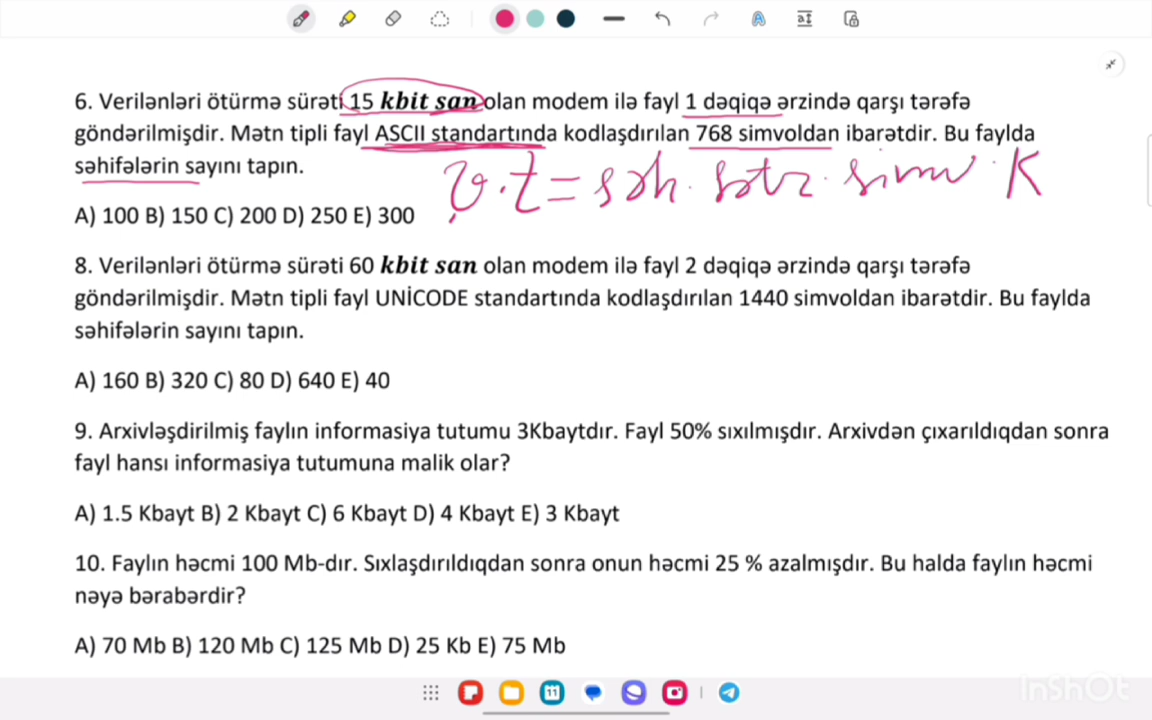 6. Verilənləri ötürmə sürəti 15 kbit san olan modem ilə fayl 1 dəqiqə ərzində qarşı tərəfə
göndərilmişdir. Mətn tipli fayl ASCII standartında kodlaşdırılan 768 simvoldan ibarətdir. Bu faylda
səhifələrin sayını tapın.
v.t = səh. sətr. simv. K
A) 100 B) 150 C) 200 D) 250 E) 300
8. Verilənləri ötürmə sürəti 60 kbit san olan modem ilə fayl 2 dəqiqə ərzində qarşı tərəfə
göndərilmişdir. Mətn tipli fayl UNİCODE standartında kodlaşdırılan 1440 simvoldan ibarətdir. Bu faylda
səhifələrin sayını tapın.
A) 160 B) 320 C) 80 D) 640 E) 40
9. Arxivləşdirilmiş faylın informasiya tutumu 3Kbaytdır. Fayl 50% sıxılmışdır. Arxivdən çıxarıldıqdan sonra
fayl hansı informasiya tutumuna malik olar?
A) 1.5 Kbayt B) 2 Kbayt C) 6 Kbayt D) 4 Kbayt E) 3 Kbayt
10. Faylın həcmi 100 Mb-dır. Sıxlaşdırıldıqdan sonra onun həcmi 25 % azalmışdır. Bu halda faylın həcmi
nəyə bərabərdir?
A) 70 Mb B) 120 Mb C) 125 Mb D) 25 Kb E) 75 Mb
11
InShOt